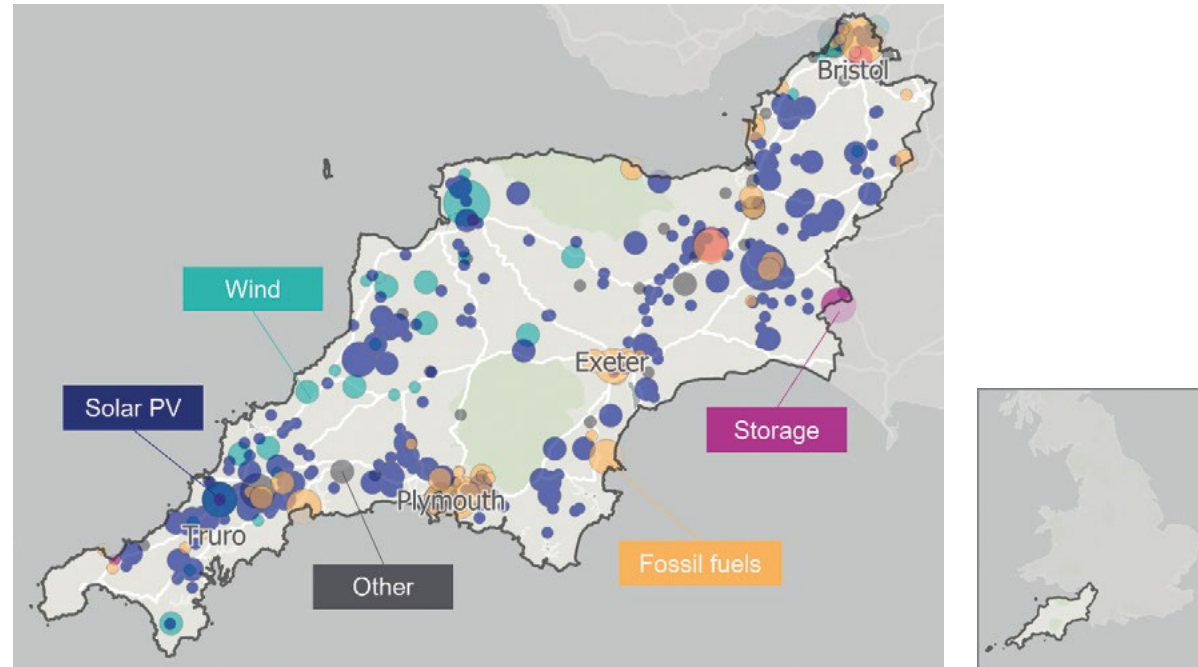 Bristol
Wind
Exeter
Solar PV
Storage
Plymouth
Truro
Fossil fuels
Other